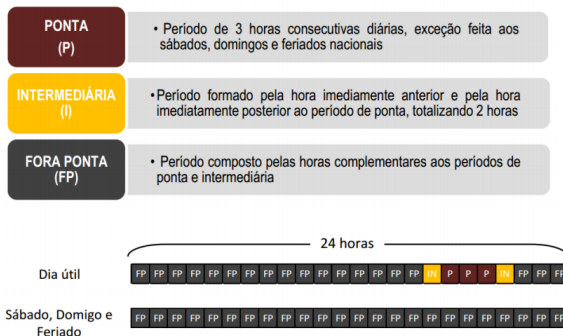 PONTA
(P)
• Período de 3 horas consecutivas diárias, exceção feita aos
sábados, domingos e feriados nacionais
INTERMEDIÁRIA
(I)
• Período formado pela hora imediamente anterior e pela hora
imediatamente posterior ao período de ponta, totalizando 2 horas
FORA PONTA
(FP)
• Período composto pelas horas complementares aos períodos de
ponta e intermediária
24 horas
Dia útil
FP FP FP FP FP FP FP FP FP FP FP FP FP FP FP FP IN P P P IN FP FP FP
Sábado, Domigo e
Feriado
FP FP FP FP FP FP FP FP FP FP FP FP FP FP FP FP FP FP FP FP FP FP FP FP